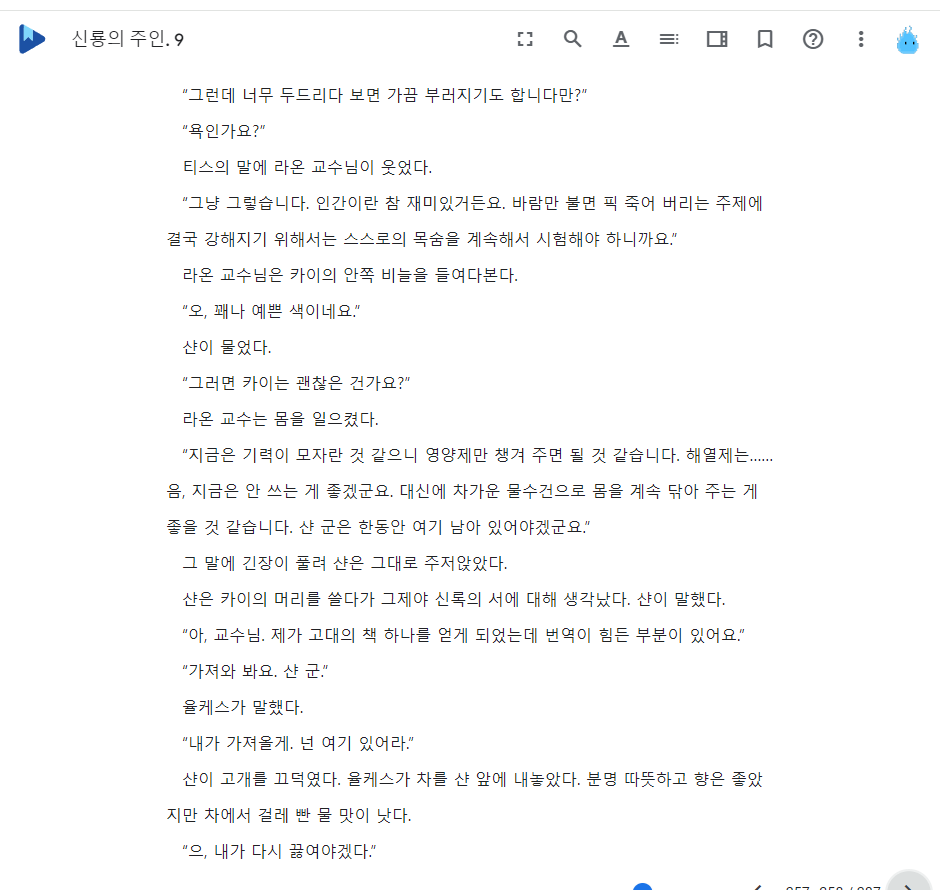 신룡의 주인. 9
“그런데 너무 두드리다 보면 가끔 부러지기도 합니다만?”
“욕인가요?”
티스의 말에 라온 교수님이 웃었다.
“그냥 그렇습니다. 인간이란 참 재미있거든요. 바람만 불면 픽 죽어 버리는 주제에
결국 강해지기 위해서는 스스로의 목숨을 계속해서 시험해야 하니까요.”
라온 교수님은 카이의 안쪽 비늘을 들여다본다.
“오, 꽤나 예쁜 색이네요.”
샨이 물었다.
“그러면 카이는 괜찮은 건가요?”
라온 교수는 몸을 일으켰다.
“지금은 기력이 모자란 것 같으니 영양제만 챙겨 주면 될 것 같습니다. 해열제는……
음, 지금은 안 쓰는 게 좋겠군요. 대신에 차가운 물수건으로 몸을 계속 닦아 주는 게
좋을 것 같습니다. 샨 군은 한동안 여기 남아 있어야겠군요.”
그 말에 긴장이 풀려 샨은 그대로 주저앉았다.
샨은 카이의 머리를 쓸다가 그제야 신록의 서에 대해 생각났다. 샨이 말했다.
“아, 교수님. 제가 고대의 책 하나를 얻게 되었는데 번역이 힘든 부분이 있어요.”
“가져와 봐요. 샨 군.”
율케스가 말했다.
“내가 가져올게. 넌 여기 있어라.”
샨이 고개를 끄덕였다. 율케스가 차를 샨 앞에 내놓았다. 분명 따뜻하고 향은 좋았
지만 차에서 걸레 빤 물 맛이 낫다.
“으, 내가 다시 끓여야겠다.”